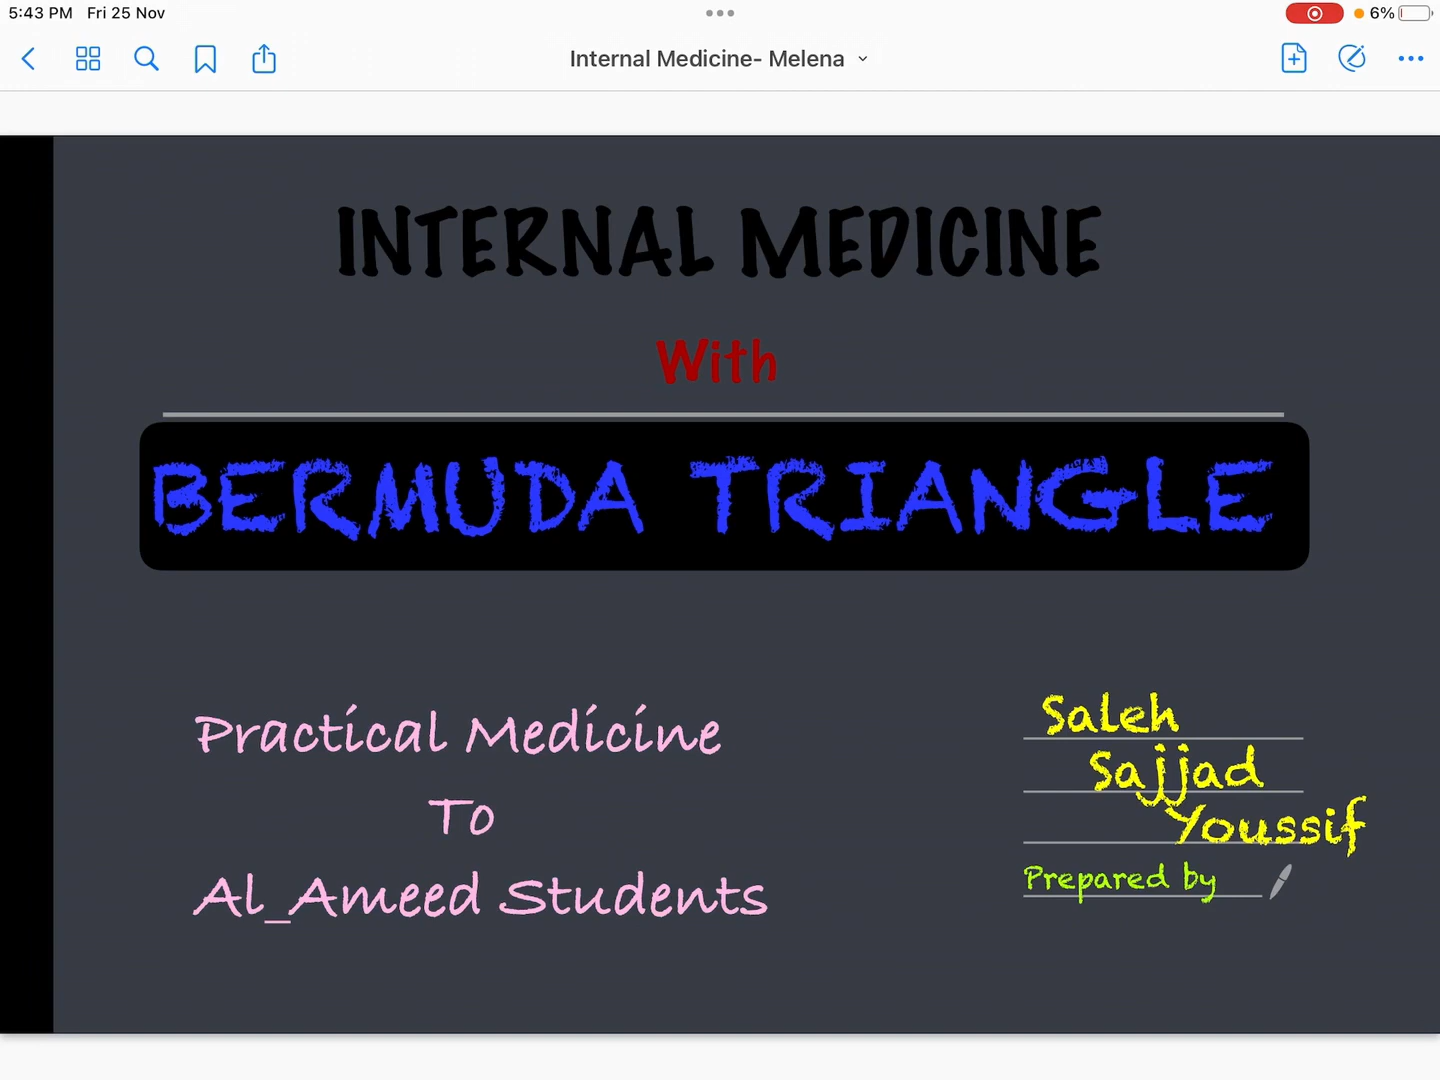 5:43 PM Fri 25 Nov
6%
Internal Medicine- Melena
INTERNAL MEDICINE
With
BERMUDA TRIANGLE
Practical Medicine
To
Al_Ameed Students
Saleh
Sajjad
Youssif
Prepared by